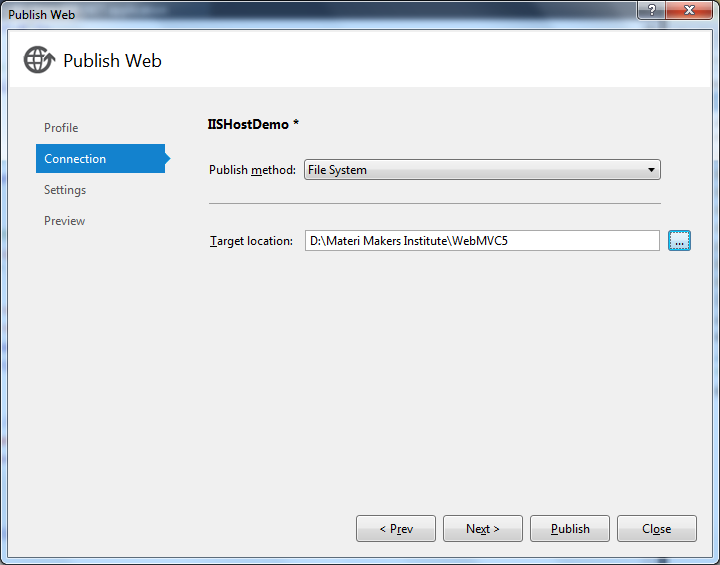 Publish Web
?
Publish Web
Profile
Connection
Settings
Preview
IISHostDemo *
Publish method: File System
Target location: D:\Materi Makers Institute\WebMVC5 ...
< Prev Next > Publish Close